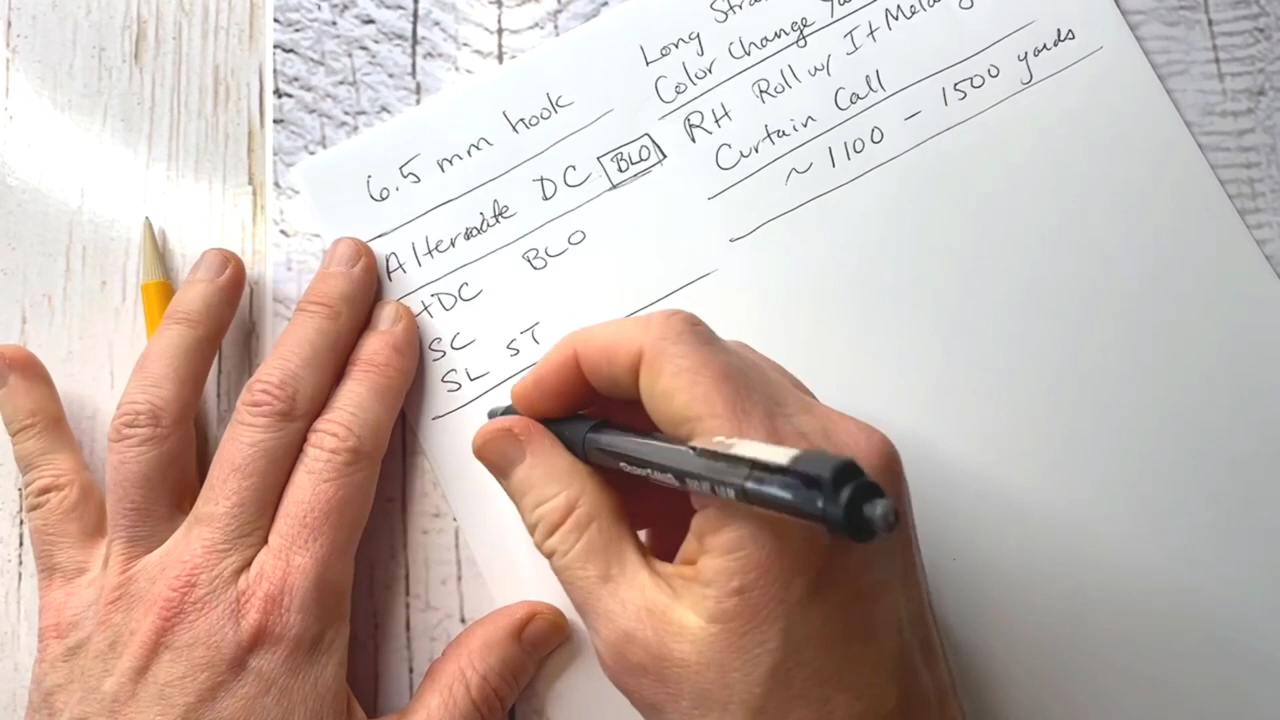 6.5 mm hook
Alternate DC BLO
+DC BLO
SC
SL ST
Long
Color Change
RH Roll w/ It
Curtain Call
~ 1100 - 1500 yards